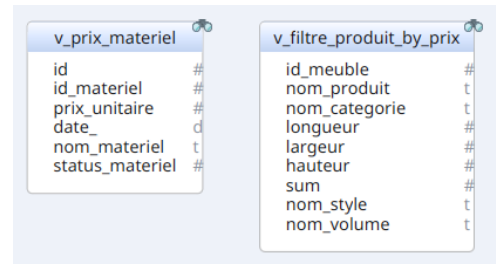 v_prix_materiel
id #
id_materiel #
prix_unitaire #
date_ d
nom_materiel t
status_materiel #
v_filtre_produit_by_prix
id_meuble #
nom_produit t
nom_categorie t
longueur #
largeur #
hauteur #
sum #
nom_style t
nom_volume t